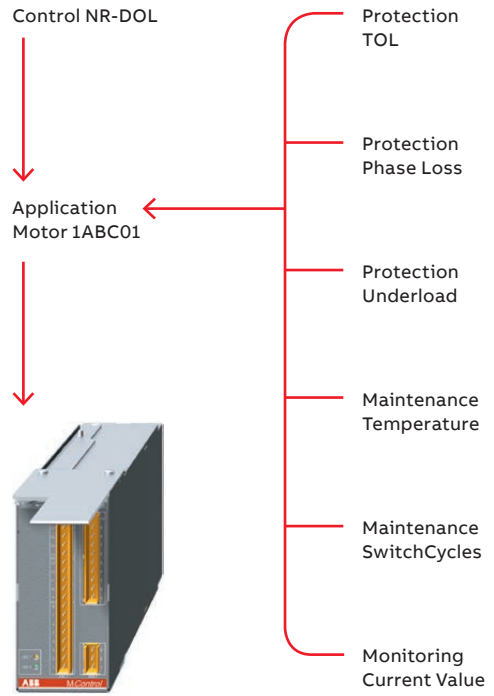 Control NR-DOL
Application
Motor 1ABC01
Protection
TOL
Protection
Phase Loss
Protection
Underload
Maintenance
Temperature
Maintenance
SwitchCycles
Monitoring
Current Value
ABB
MControl